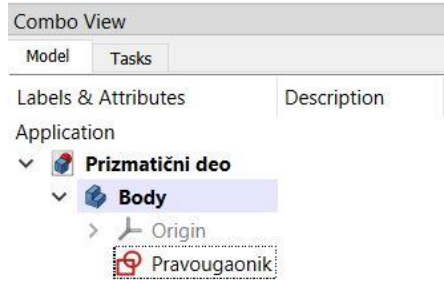 Combo View
Model Tasks
Labels & Attributes Description
Application
Prizmatični deo
Body
Origin
Pravougaonik